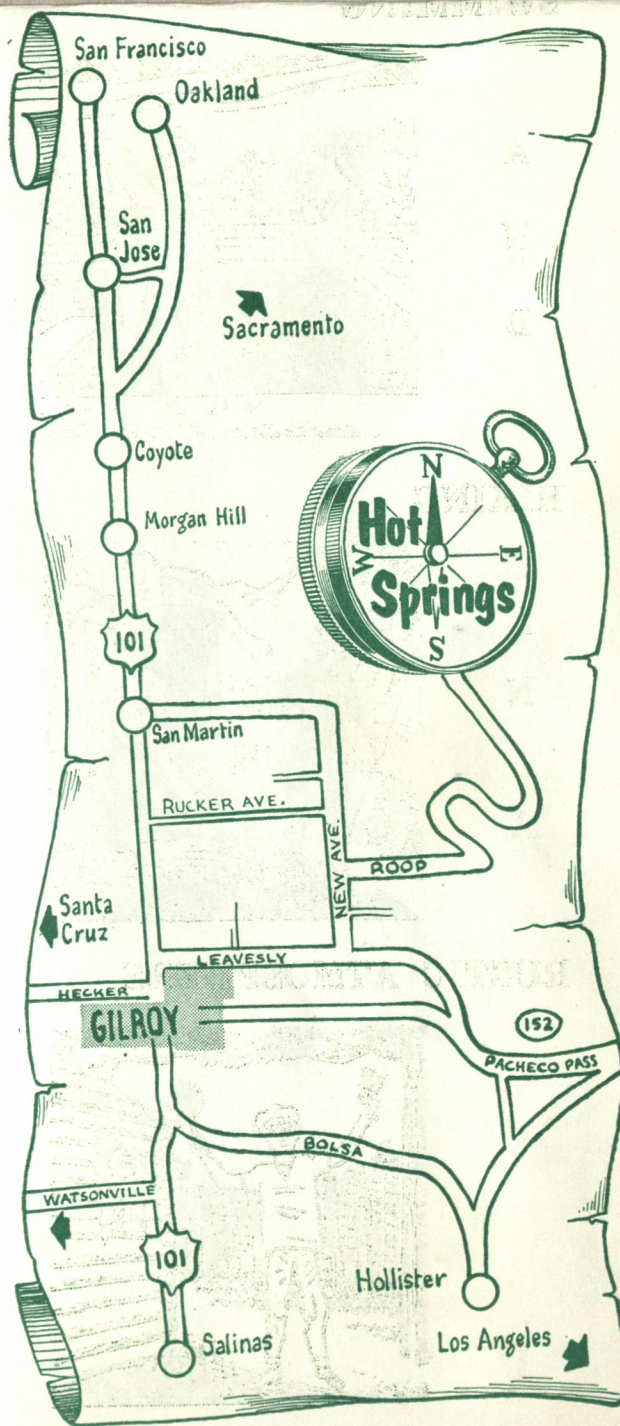 San Francisco
Oakland
San
Jose
Sacramento
Coyote
Morgan Hill
N
Hot
W
E
Springs
S
101
San Martin
RUCKER AVE.
NEW AVE.
ROOP
Santa
Cruz
LEAVESLY
HECKER
GILROY
152
PACHECO PASS
BOLSA
WATSONVILLE
101
Hollister
Salinas
Los Angeles